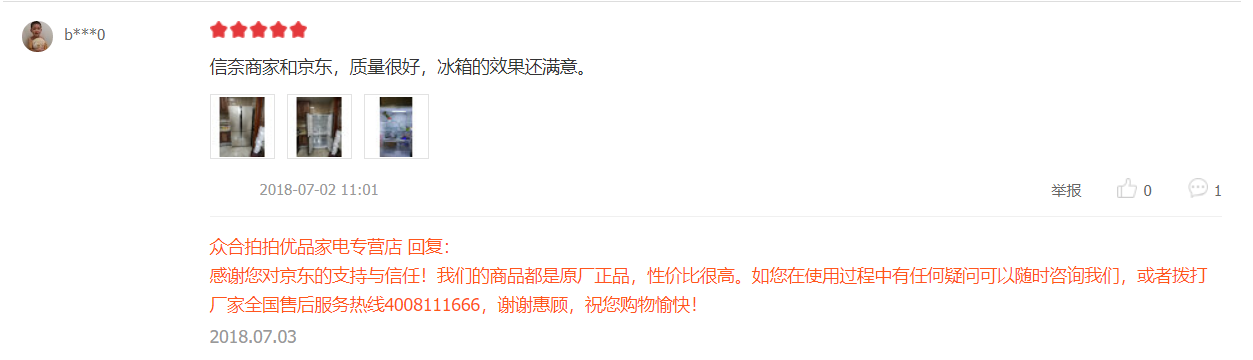 b***0
信奈商家和京东，质量很好，冰箱的效果还满意。
2018-07-02 11:01
举报
0
1
众合拍拍优品家电专营店 回复：
感谢您对京东的支持与信任！我们的商品都是原厂正品，性价比很高。如您在使用过程中有任何疑问可以随时咨询我们，或者拨打
厂家全国售后服务热线4008111666，谢谢惠顾，祝您购物愉快！
2018.07.03